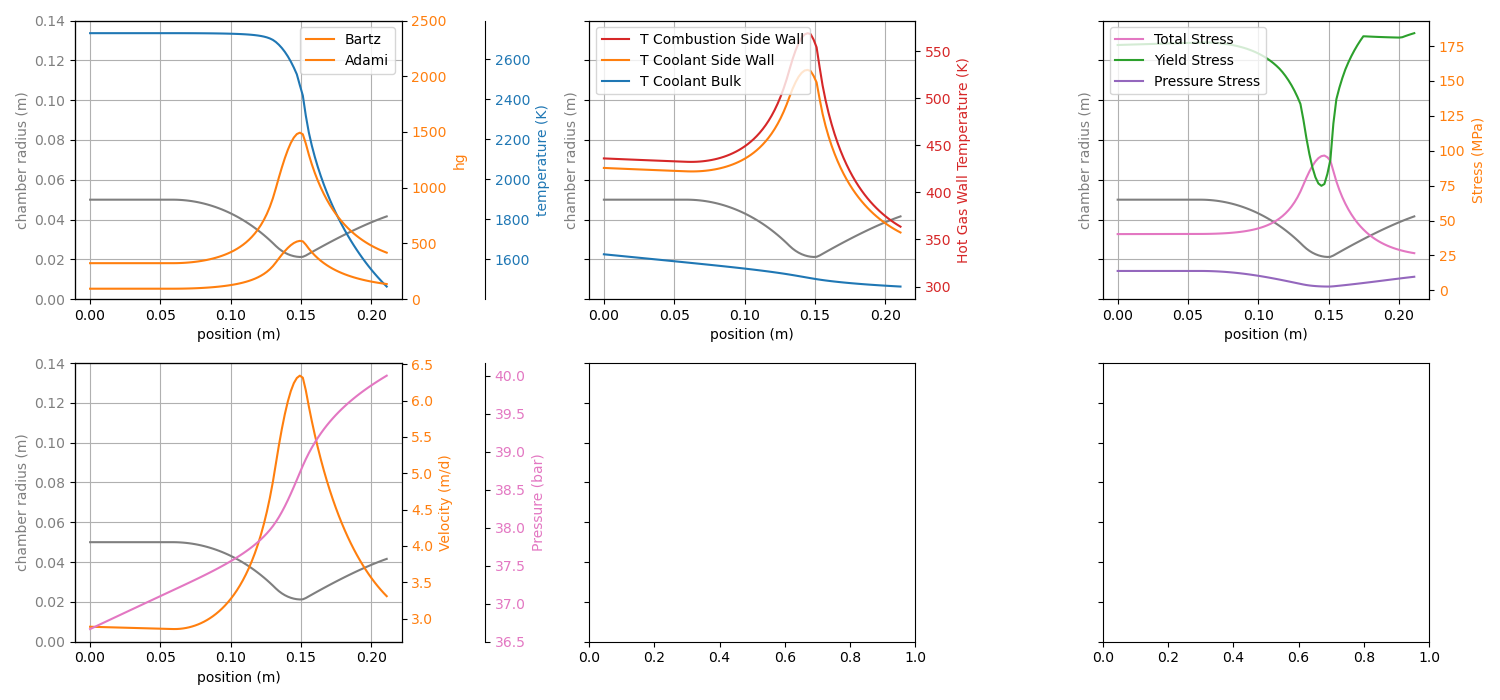 chamber radius (m)
0.14
0.12
0.10
0.08
0.06
0.04
0.02
0.00
0.00 0.05 0.10 0.15 0.20
position (m)
Bartz
Adami
2500
2000
1500
1000
500
0
hg
2600
2400
2200
2000
1800
1600
temperature (K)
chamber radius (m)
T Combustion Side Wall
T Coolant Side Wall
T Coolant Bulk
0.00 0.05 0.10 0.15 0.20
position (m)
550
500
450
400
350
300
Hot Gas Wall Temperature (K)
chamber radius (m)
Total Stress
Yield Stress
Pressure Stress
0.00 0.05 0.10 0.15 0.20
position (m)
175
150
125
100
75
50
25
0
Stress (MPa)
chamber radius (m)
0.14
0.12
0.10
0.08
0.06
0.04
0.02
0.00
0.00 0.05 0.10 0.15 0.20
position (m)
6.5
6.0
5.5
5.0
4.5
4.0
3.5
3.0
Velocity (m/d)
40.0
39.5
39.0
38.5
38.0
37.5
37.0
36.5
Pressure (bar)
0.0 0.2 0.4 0.6 0.8 1.0
0.0 0.2 0.4 0.6 0.8 1.0